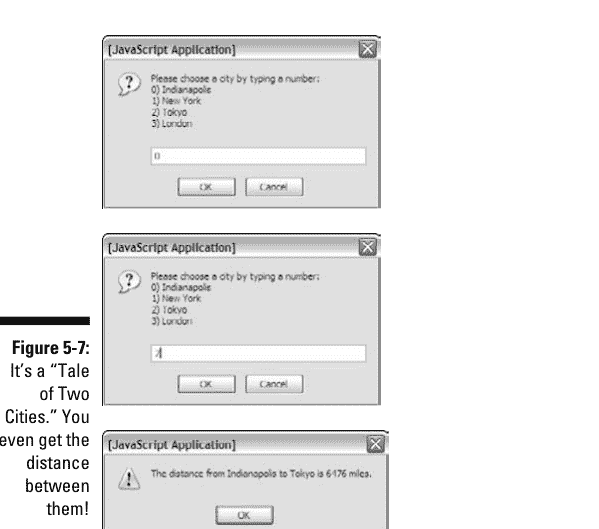 [JavaScript Application]
Please choose a city by typing a number:
0) Indianapolis
1) New York
2) Tokyo
3) London
0
OK
Cancel
[JavaScript Application]
Please choose a city by typing a number:
0) Indianapolis
1) New York
2) Tokyo
3) London
2
OK
Cancel
Figure 5-7:
It’s a “Tale
of Two
Cities.” You
even get the
distance
between
them!
[JavaScript Application]
The distance from Indianapolis to Tokyo is 6476 miles.
OK